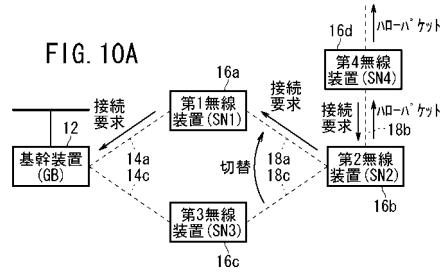 FIG. 10A
16d
ハローパケット
第4無線
装置(SN4)
16a
第1無線
装置(SN1)
接続
要求
接続
要求
接続
要求
ハローパケット
18b
12
基幹装置
(GB)
14a
14c
切替
18a
18c
第2無線
装置(SN2)
16b
第3無線
装置(SN3)
16c